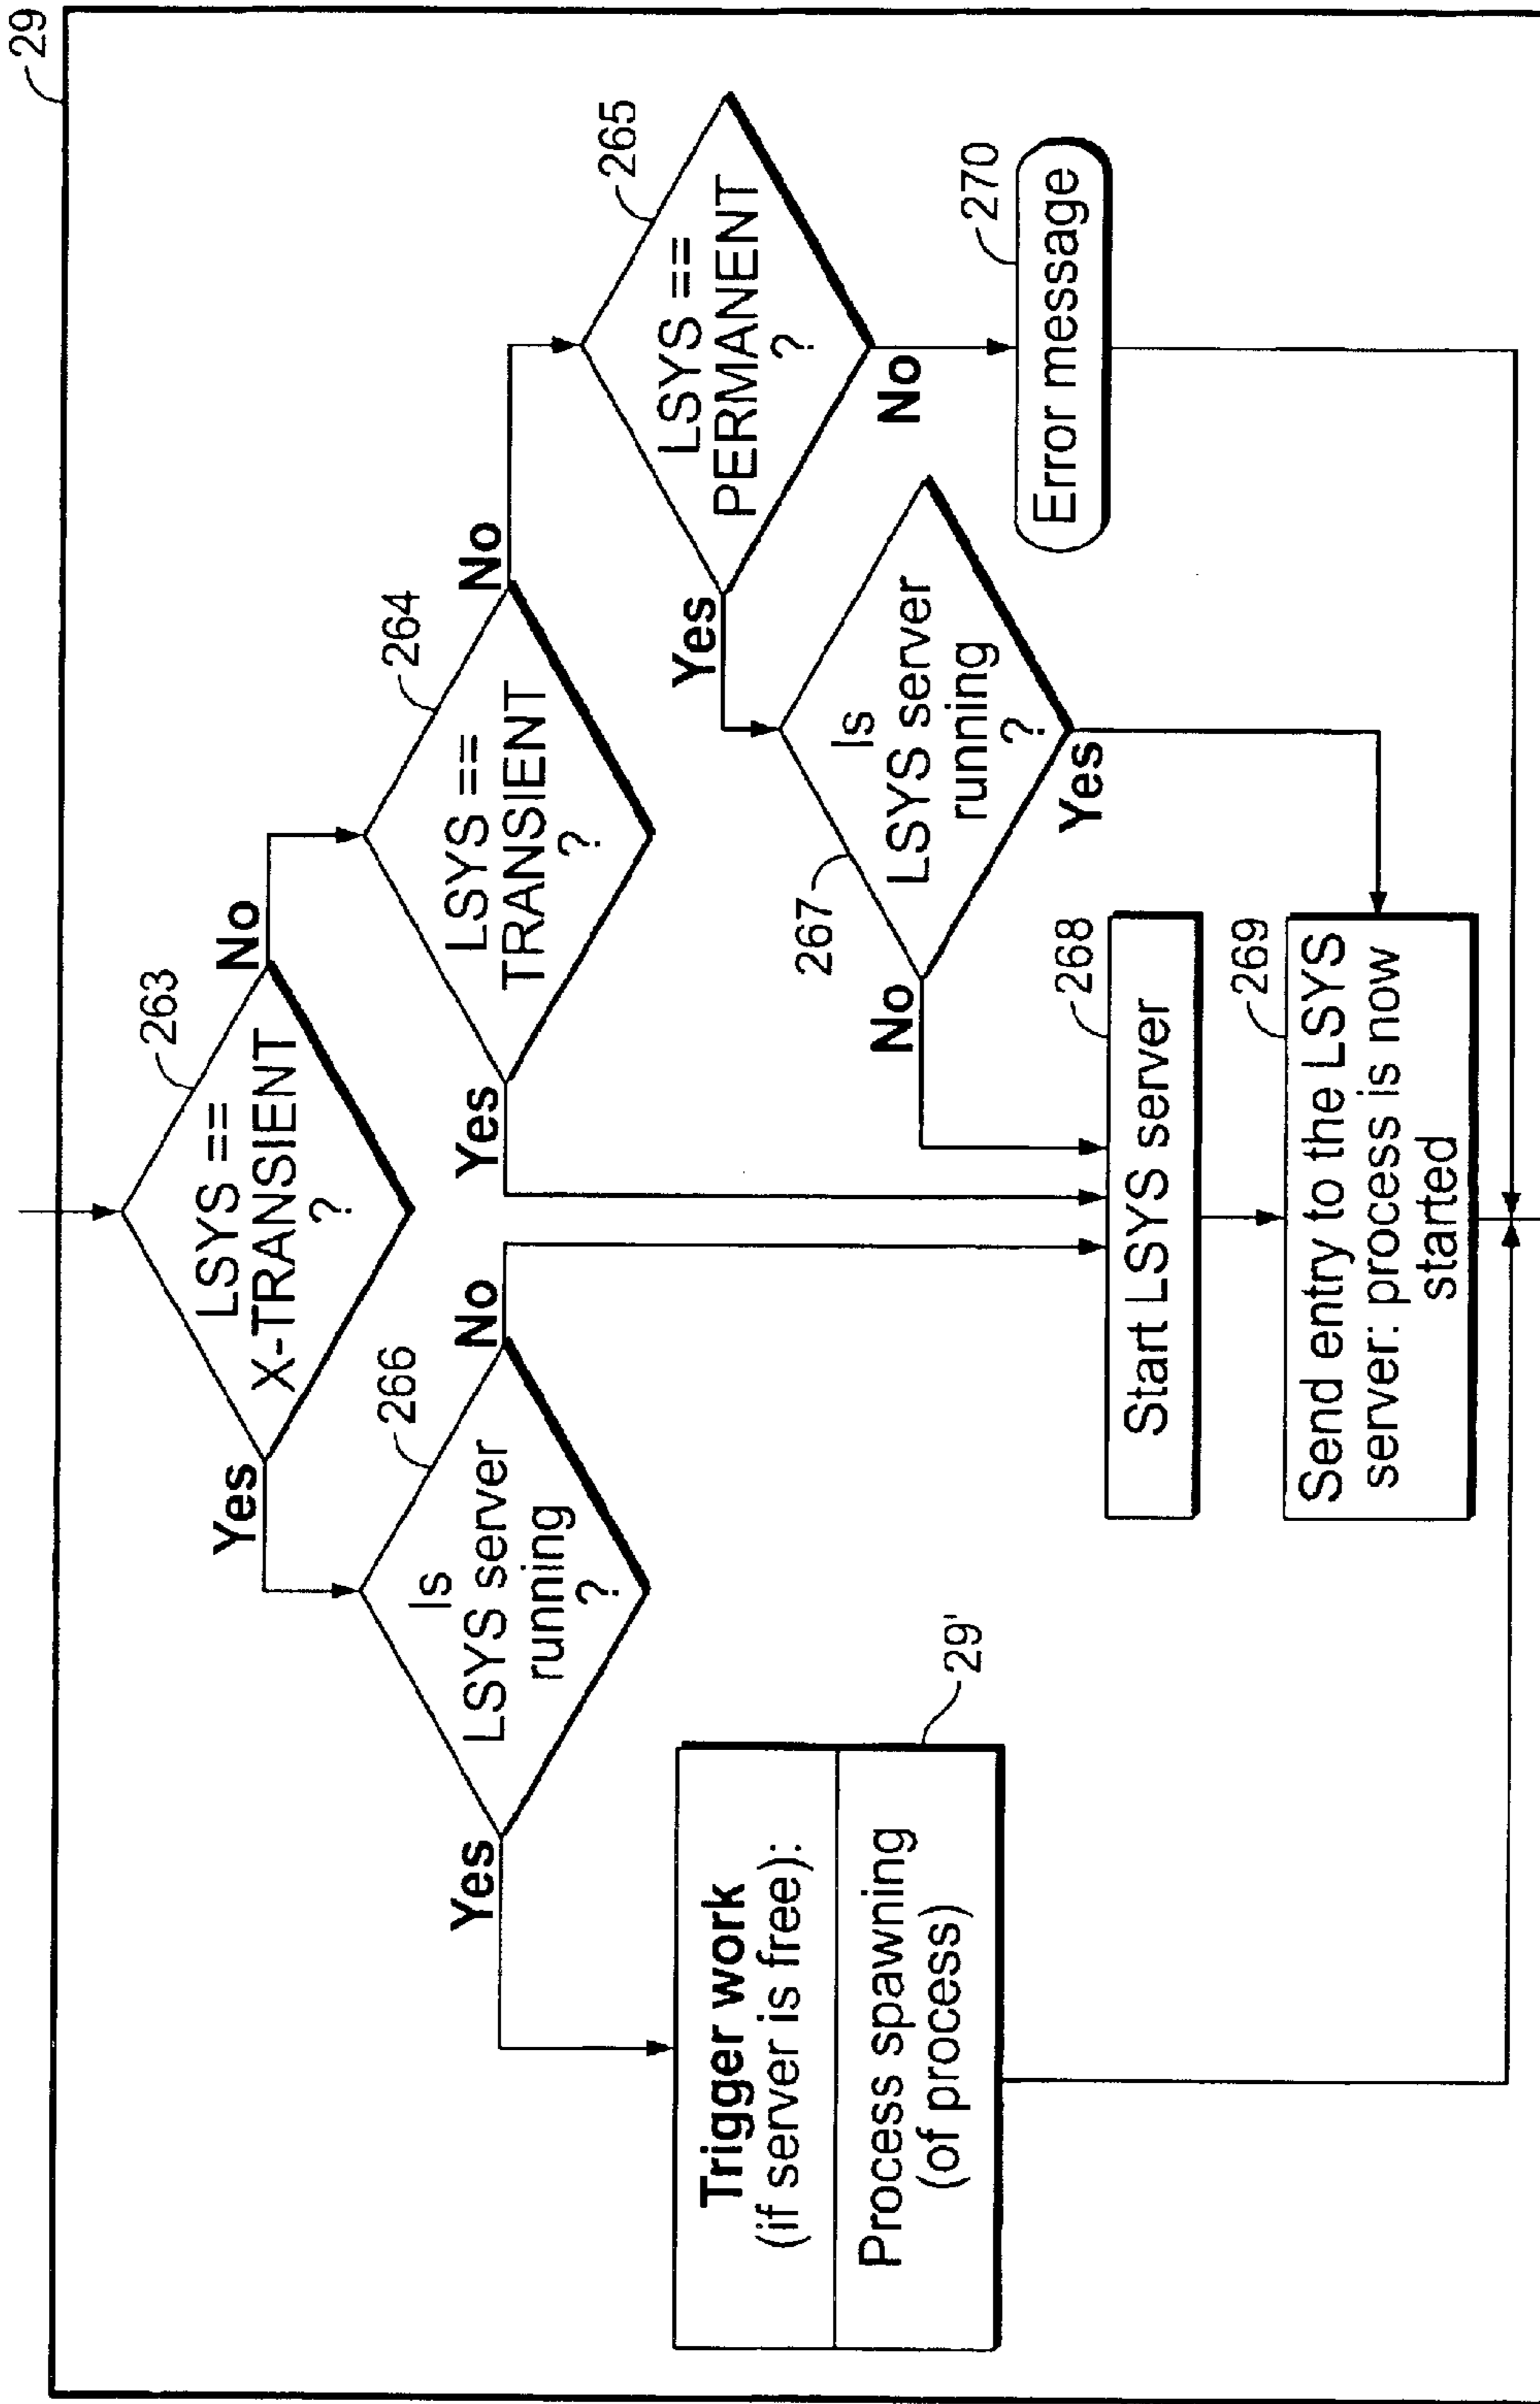 29
263
LSYS ==
X-TRANSIENT
?
Yes
No
264
LSYS ==
TRANSIENT
?
Yes
No
265
LSYS ==
PERMANENT
?
Yes
No
266
Is
LSYS server
running
?
Yes
No
267
Is
LSYS server
running
?
No
Yes
270
Error message
Trigger work
(if server is free):
Process spawning
(of process)
29'
268
Start LSYS server
269
Send entry to the LSYS
server: process is now
started